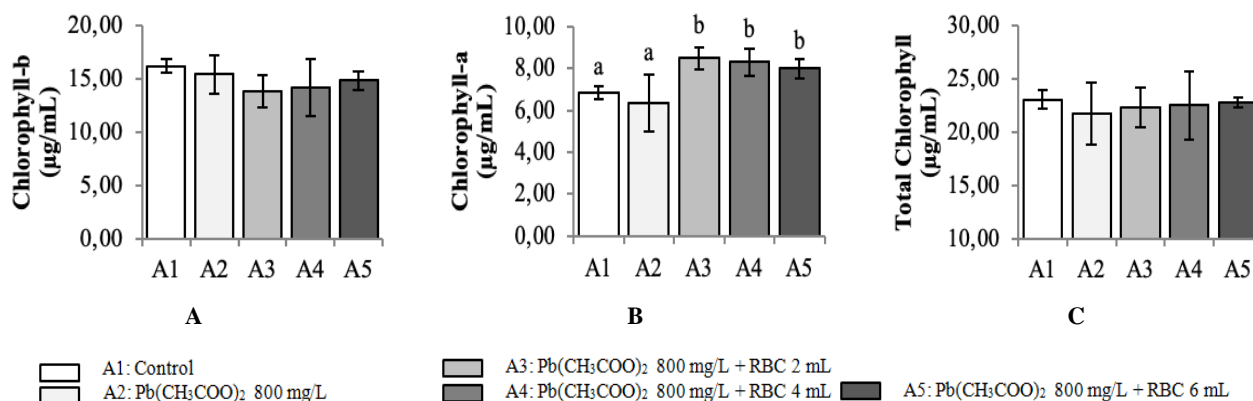 Chlorophyll-b
(µg/mL)
20,00
15,00
10,00
5,00
0,00
A1 A2 A3 A4 A5
A
Chlorophyll-a
(µg/mL)
10,00
8,00
6,00
4,00
2,00
0,00
a a b b b
A1 A2 A3 A4 A5
B
Total Chlorophyll
(µg/mL)
30,00
25,00
20,00
15,00
10,00
A1 A2 A3 A4 A5
C
A1: Control
A2: Pb(CH₃COO)₂ 800 mg/L
A3: Pb(CH₃COO)₂ 800 mg/L + RBC 2 mL
A4: Pb(CH₃COO)₂ 800 mg/L + RBC 4 mL
A5: Pb(CH₃COO)₂ 800 mg/L + RBC 6 mL